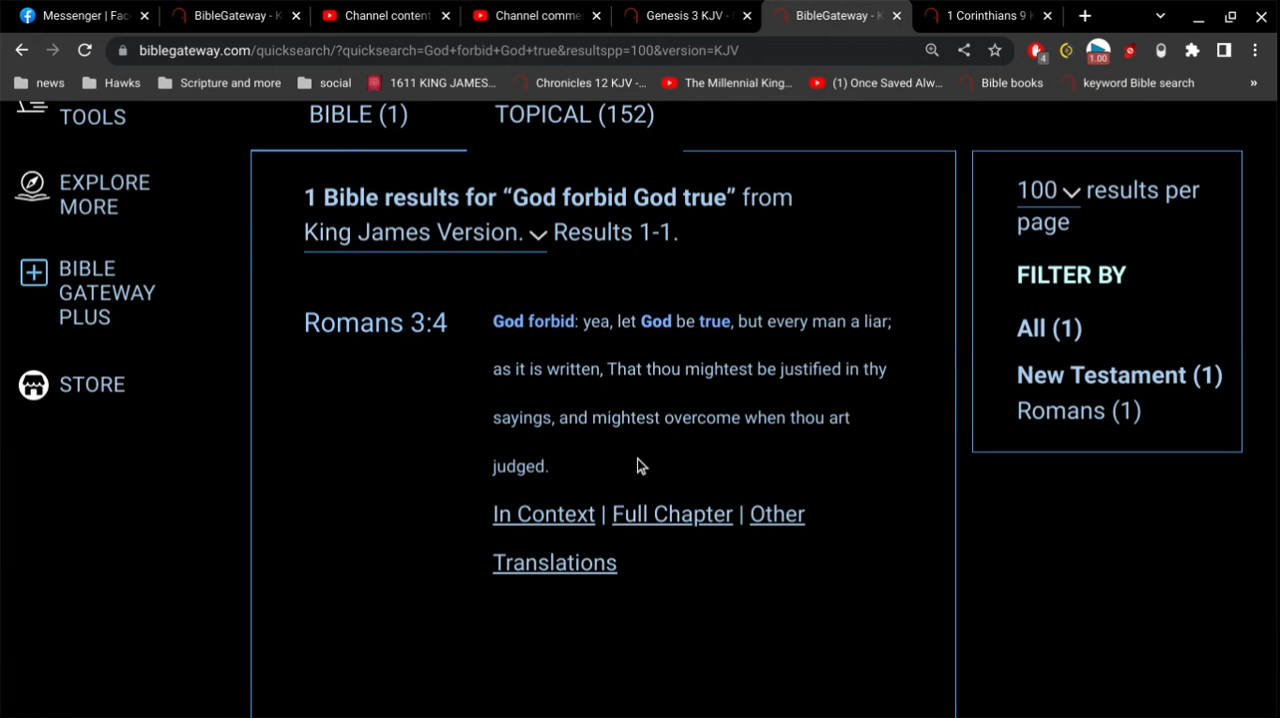 Messenger | Fac
BibleGateway - K
Channel content
Channel comme
Genesis 3 KJV -
BibleGateway - K
1 Corinthians 9 K
biblegateway.com/quicksearch/?quicksearch=God+forbid+God+true&resultspp=100&version=KJV
4
1.00
news
Hawks
Scripture and more
social
1611 KING JAMES...
Chronicles 12 KJV -...
The Millennial King...
(1) Once Saved Alw...
Bible books
keyword Bible search
»
TOOLS
BIBLE (1)
TOPICAL (152)
EXPLORE
MORE
BIBLE
GATEWAY
PLUS
STORE
1 Bible results for “God forbid God true” from
King James Version. Results 1-1.
Romans 3:4
God forbid: yea, let God be true, but every man a liar;
as it is written, That thou mightest be justified in thy
sayings, and mightest overcome when thou art
judged.
In Context | Full Chapter | Other
Translations
100 results per
page
FILTER BY
All (1)
New Testament (1)
Romans (1)